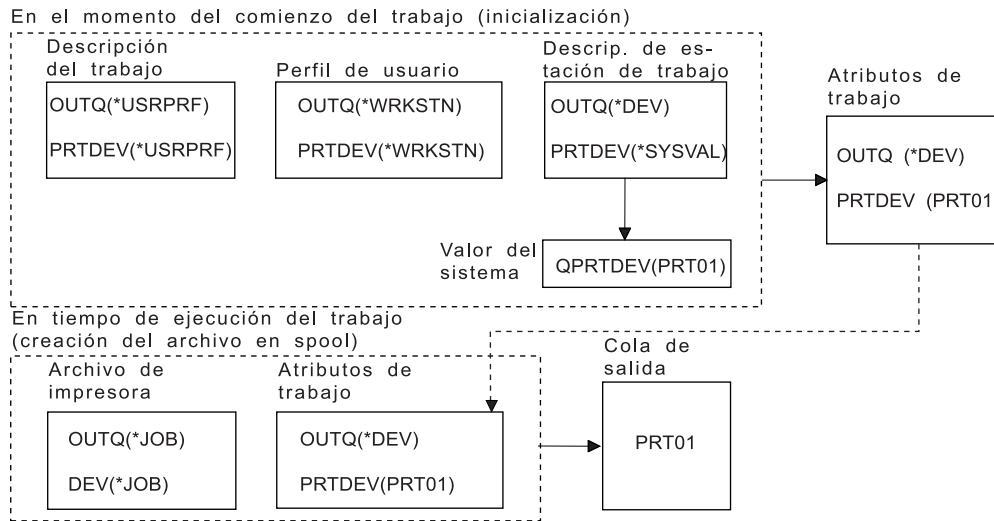 En el momento del comienzo del trabajo (inicialización)
Descripción
del trabajo
OUTQ(*USRPRF)
PRTDEV(*USRPRF)
Perfil de usuario
OUTQ(*WRKSTN)
PRTDEV(*WRKSTN)
Descrip. de es-
tación de trabajo
OUTQ(*DEV)
PRTDEV(*SYSVAL)
Atributos de
trabajo
OUTQ (*DEV)
PRTDEV (PRT01
Valor del
sistema
QPRTDEV(PRT01)
En tiempo de ejecución del trabajo
(creación del archivo en spool)
Archivo de
impresora
OUTQ(*JOB)
DEV(*JOB)
Atributos de
trabajo
OUTQ(*DEV)
PRTDEV(PRT01)
Cola de
salida
PRT01